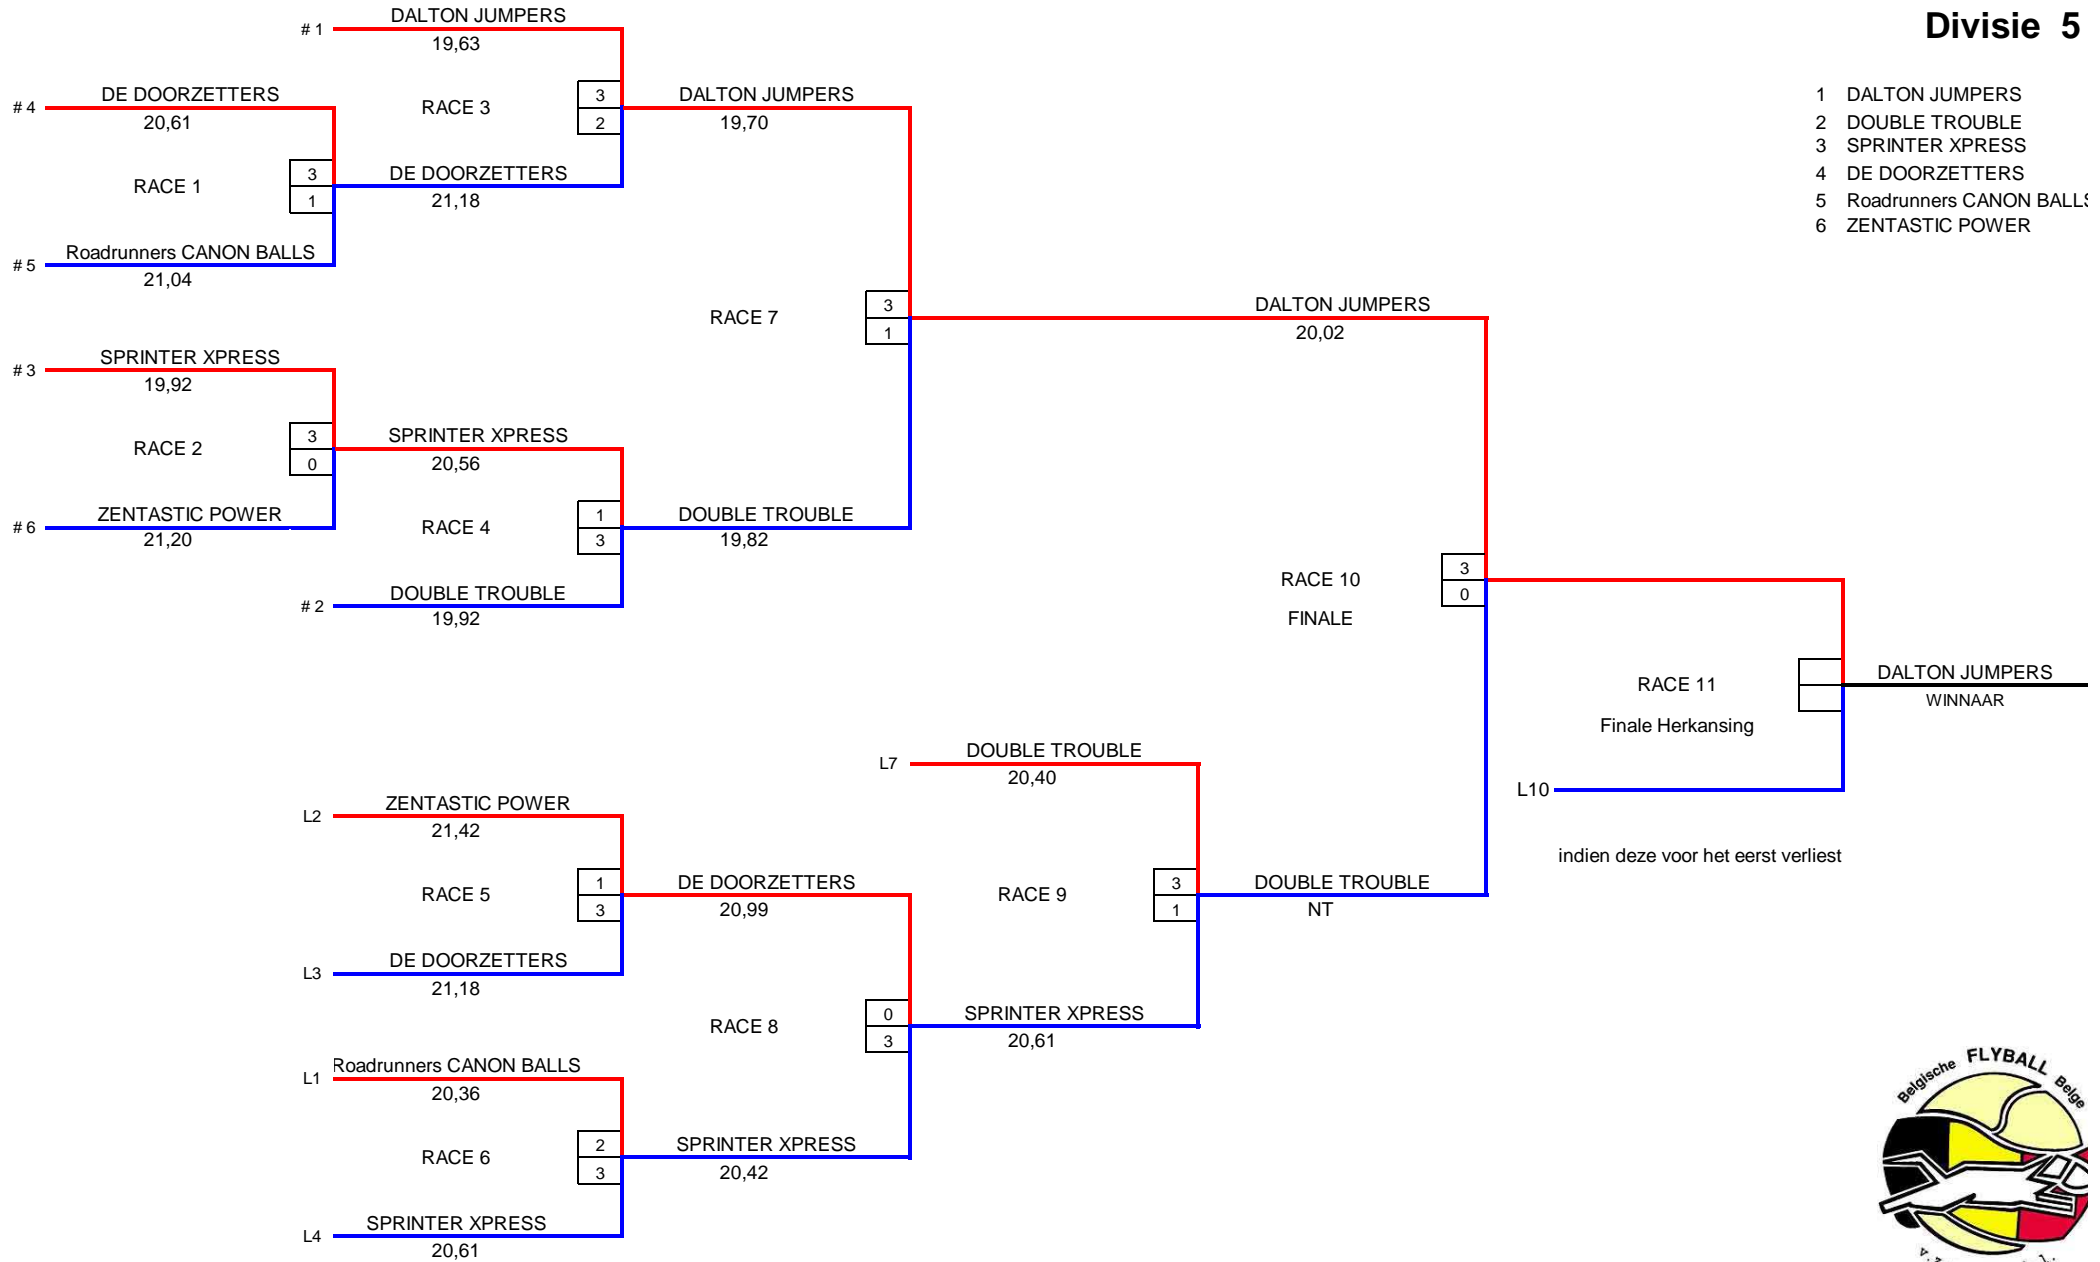 Divisie 5
# 1
DALTON JUMPERS
19,63
# 4
DE DOORZETTERS
20,61
RACE 3
3
2
DALTON JUMPERS
19,70
1 DALTON JUMPERS
2 DOUBLE TROUBLE
3 SPRINTER XPRESS
4 DE DOORZETTERS
5 Roadrunners CANON BALLS
6 ZENTASTIC POWER
RACE 1
3
1
DE DOORZETTERS
21,18
# 5
Roadrunners CANON BALLS
21,04
RACE 7
3
1
DALTON JUMPERS
20,02
# 3
SPRINTER XPRESS
19,92
RACE 2
3
0
SPRINTER XPRESS
20,56
# 6
ZENTASTIC POWER
21,20
RACE 4
1
3
DOUBLE TROUBLE
19,82
# 2
DOUBLE TROUBLE
19,92
RACE 10
FINALE
3
0
RACE 11
Finale Herkansing
DALTON JUMPERS
WINNAAR
L7
DOUBLE TROUBLE
20,40
L10
indien deze voor het eerst verliest
L2
ZENTASTIC POWER
21,42
RACE 5
1
3
DE DOORZETTERS
20,99
RACE 9
3
1
DOUBLE TROUBLE
NT
L3
DE DOORZETTERS
21,18
RACE 8
0
3
SPRINTER XPRESS
20,61
L1
Roadrunners CANON BALLS
20,36
RACE 6
2
3
SPRINTER XPRESS
20,42
L4
SPRINTER XPRESS
20,61
Belgische FLYBALL Belge